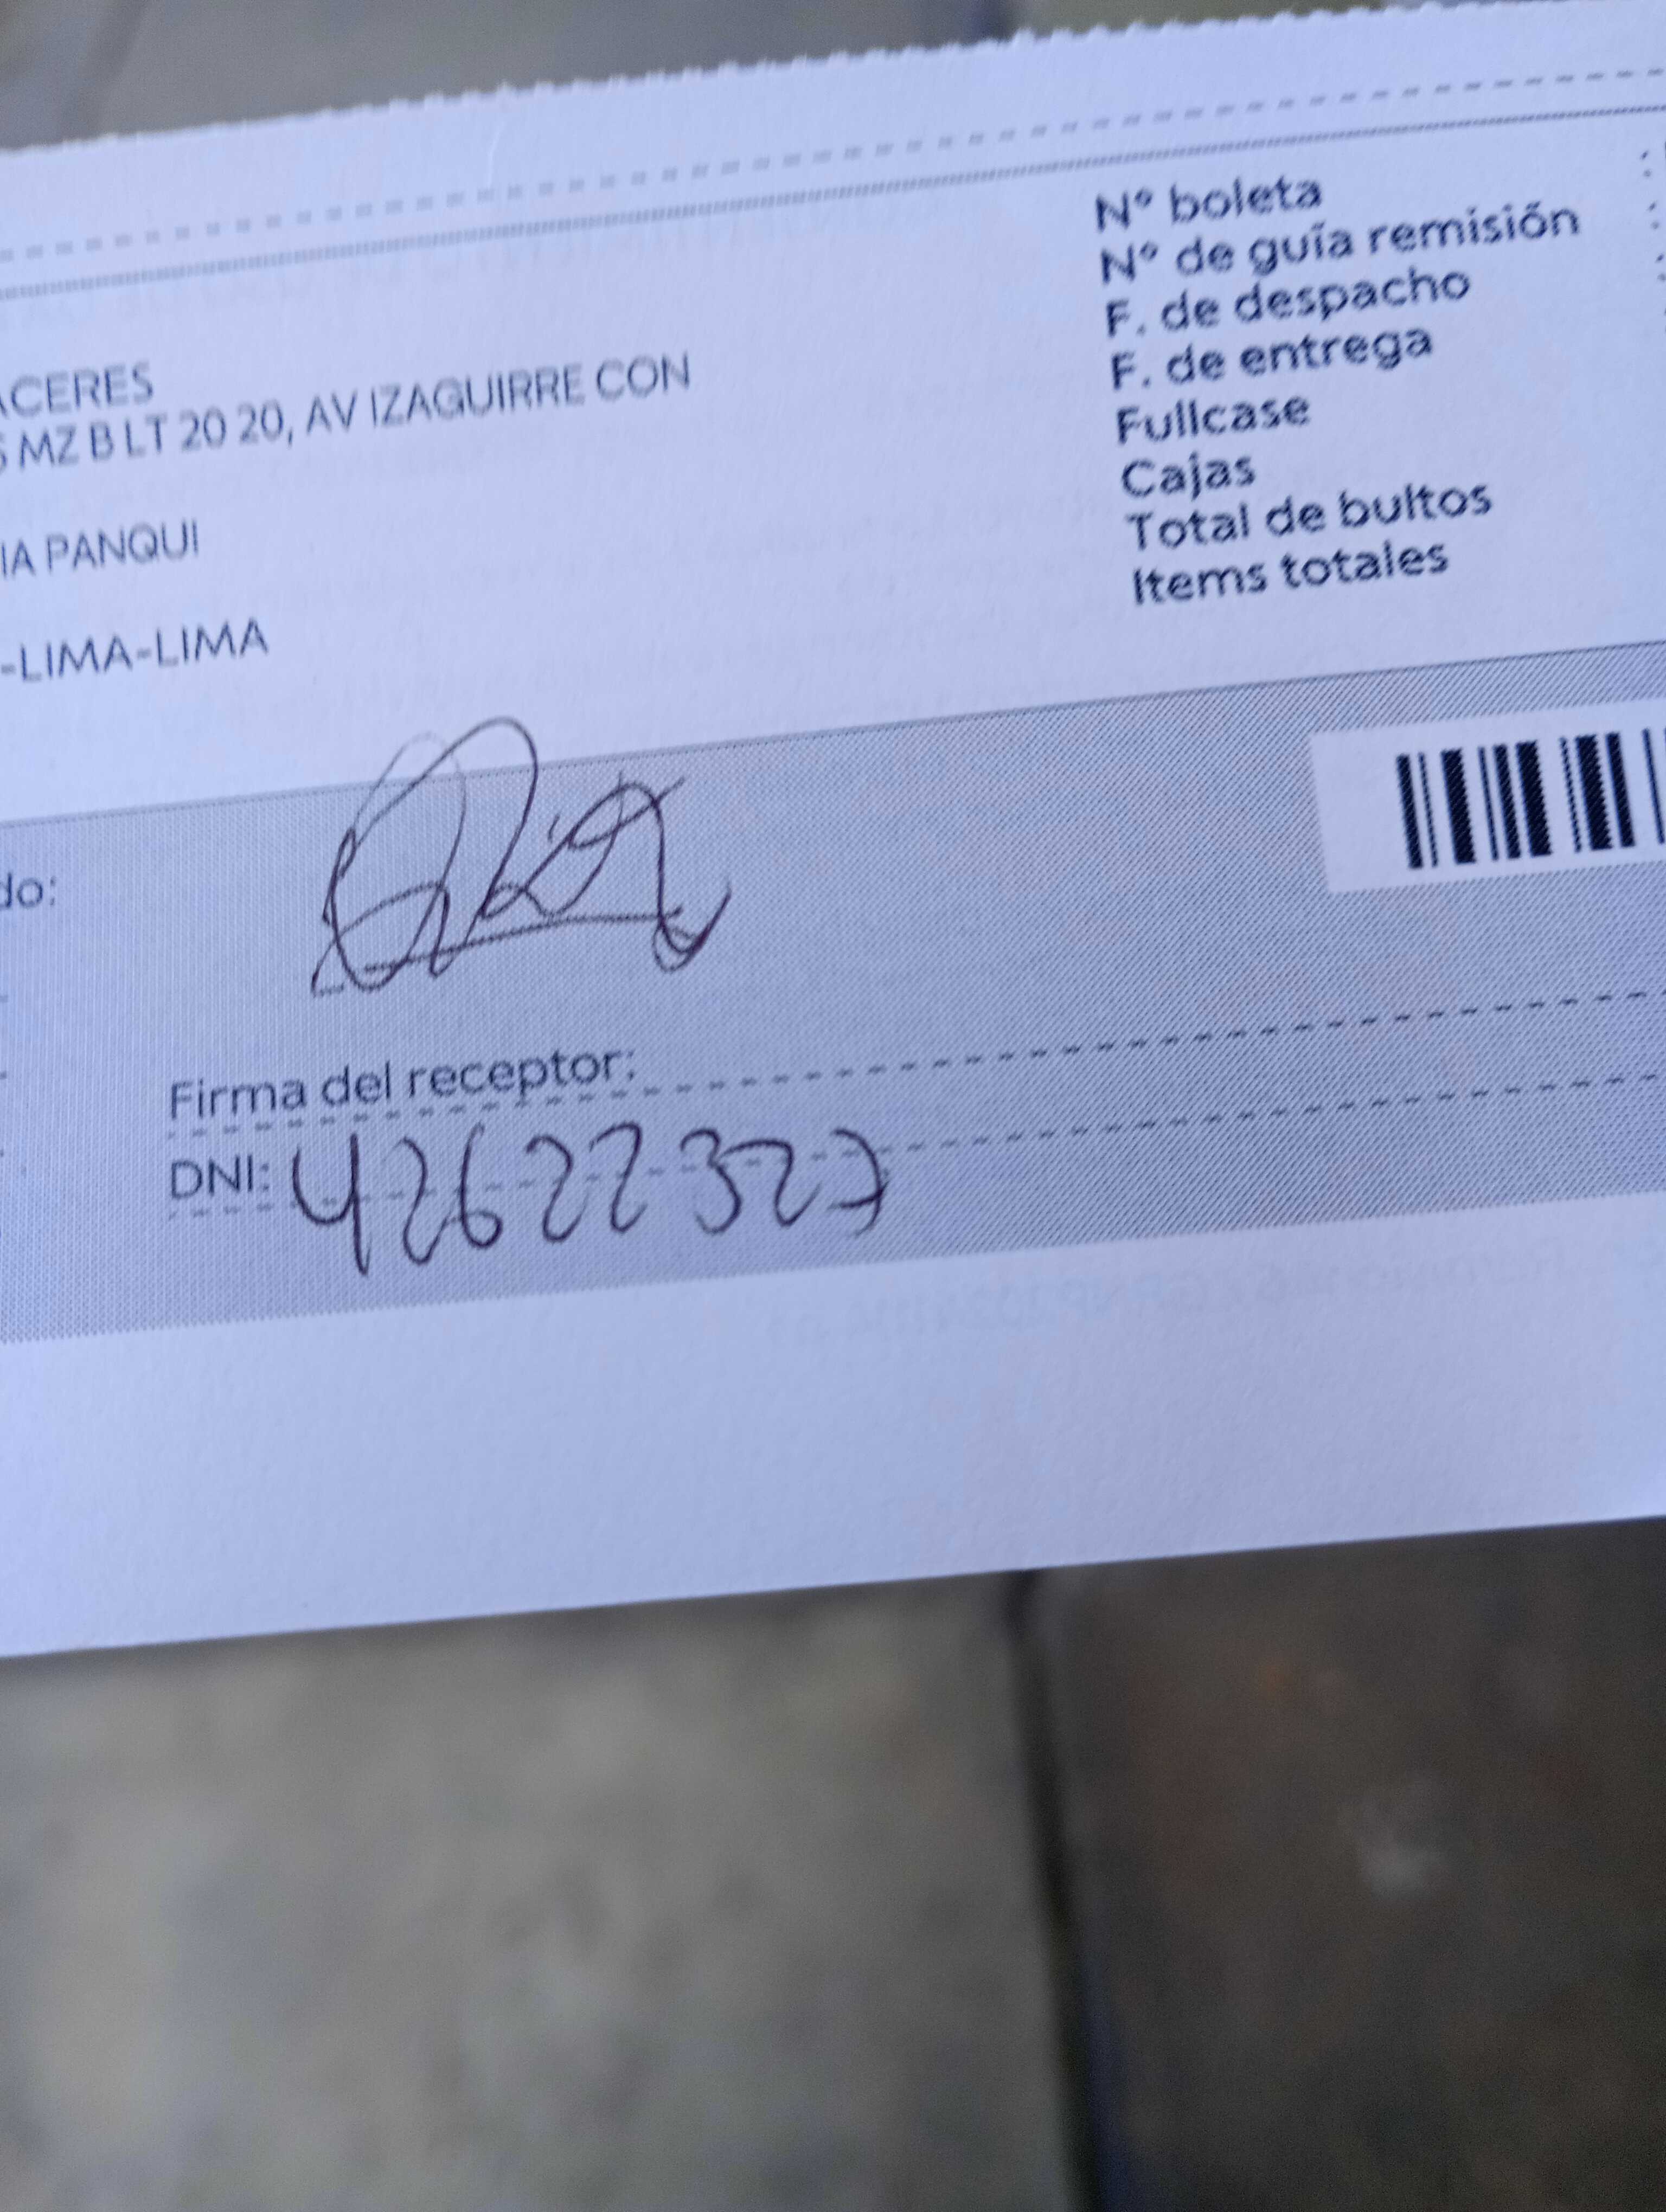 N° boleta :
N° de guía remisión :
F. de despacho :
F. de entrega
Fullcase
Cajas
Total de bultos
Items totales
ACERES
S MZ B LT 20 20, AV IZAGUIRRE CON
IA PANQUI
-LIMA-LIMA
do:
Firma del receptor:
DNI: 42622327